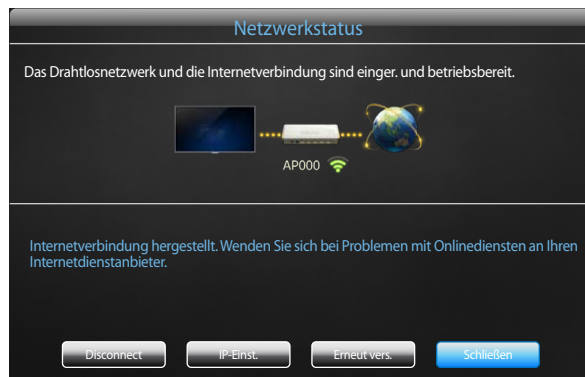 Netzwerkstatus
Das Drahtlosnetzwerk und die Internetverbindung sind einger. und betriebsbereit.
AP000
Internetverbindung hergestellt. Wenden Sie sich bei Problemen mit Onlinediensten an Ihren
Internetdienstanbieter.
Disconnect
IP-Einst.
Erneut vers.
Schließen